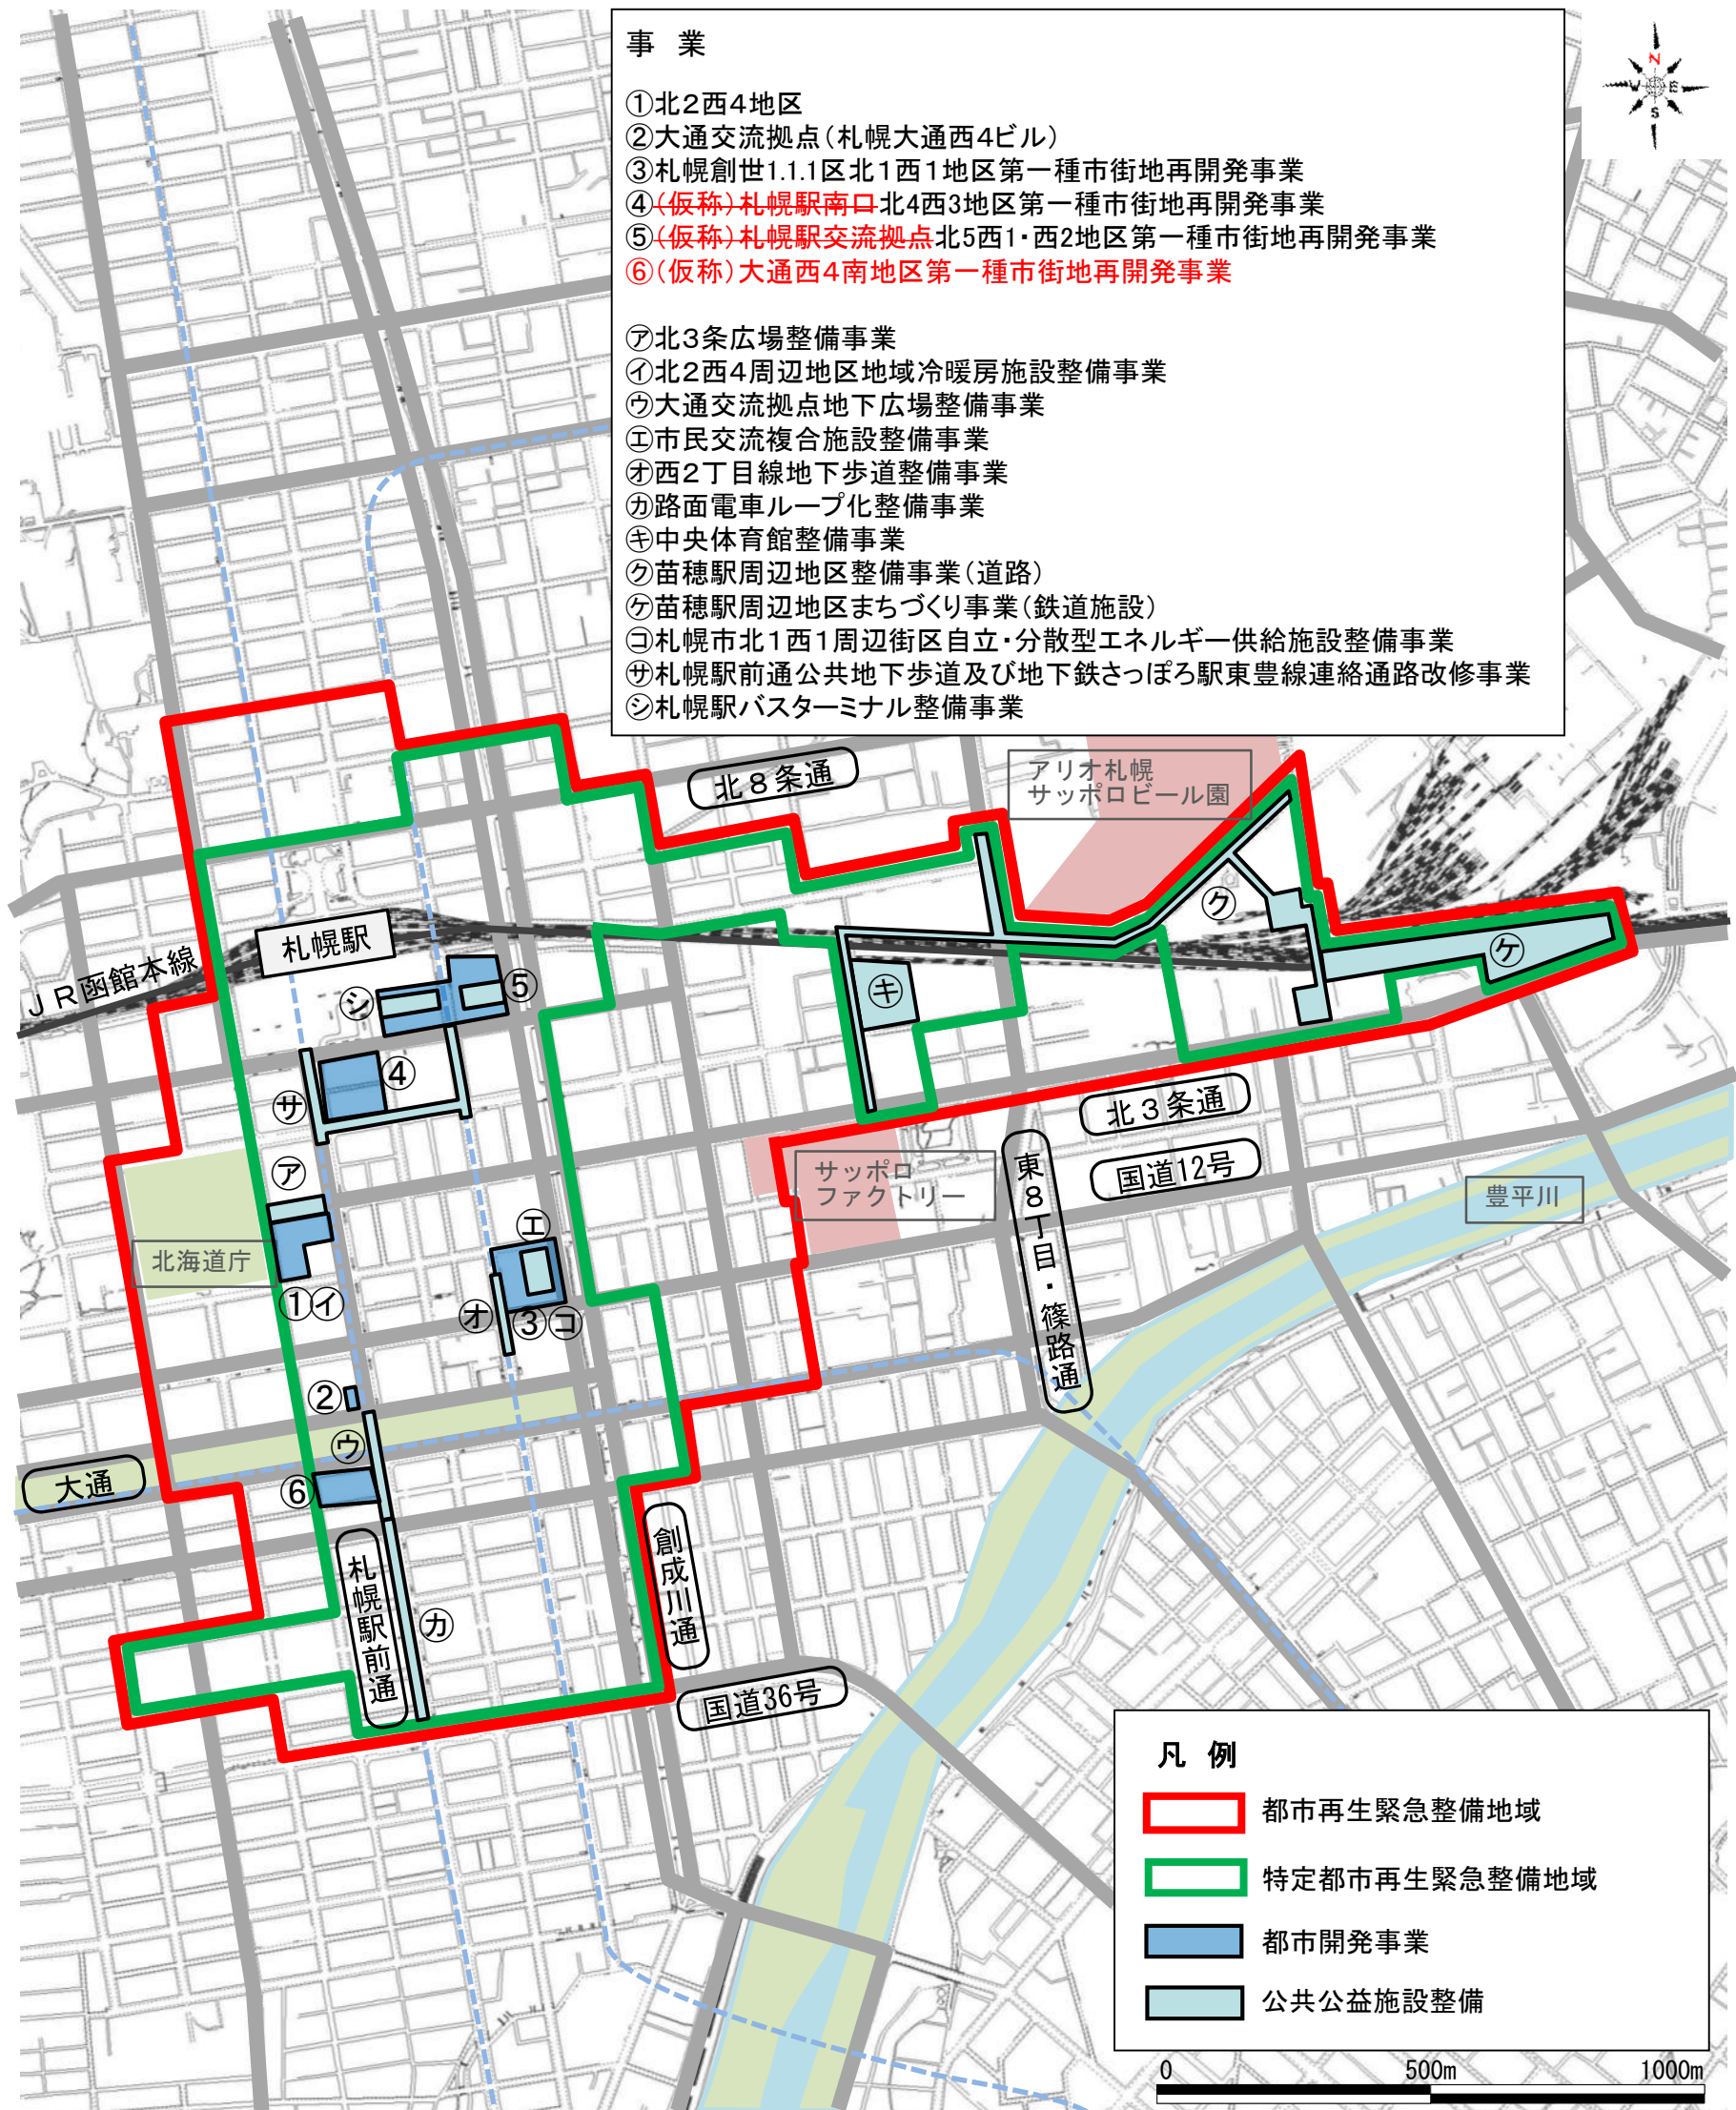 事 業
①北2西4地区
②大通交流拠点(札幌大通西4ビル)
③札幌創世1.1.1区北1西1地区第一種市街地再開発事業
④(仮称)札幌駅南口北4西3地区第一種市街地再開発事業
⑤(仮称)札幌駅交流拠点北5西1・西2地区第一種市街地再開発事業
⑥(仮称)大通西4南地区第一種市街地再開発事業
㋐北3条広場整備事業
㋑北2西4周辺地区地域冷暖房施設整備事業
㋒大通交流拠点地下広場整備事業
㋓市民交流複合施設整備事業
㋔西2丁目線地下歩道整備事業
㋕路面電車ループ化整備事業
㋖中央体育館整備事業
㋗苗穂駅周辺地区整備事業(道路)
㋘苗穂駅周辺地区まちづくり事業(鉄道施設)
㋙札幌市北1西1周辺街区自立・分散型エネルギー供給施設整備事業
㋚札幌駅前通公共地下歩道及び地下鉄さっぽろ駅東豊線連絡通路改修事業
㋛札幌駅バスターミナル整備事業
N
W
E
S
北8条通
アリオ札幌
サッポロビール園
㋗
札幌駅
JR函館本線
㋘
⑤
㋛
㋖
④
㋚
北3条通
国道12号
東8丁目・篠路通
サッポロ
ファクトリー
豊平川
㋐
㋓
北海道庁
①㋑
㋔
③㋙
②
㋒
大通
⑥
札幌駅前通
創成川通
㋕
国道36号
凡 例
都市再生緊急整備地域
特定都市再生緊急整備地域
都市開発事業
公共公益施設整備
0
500m
1000m